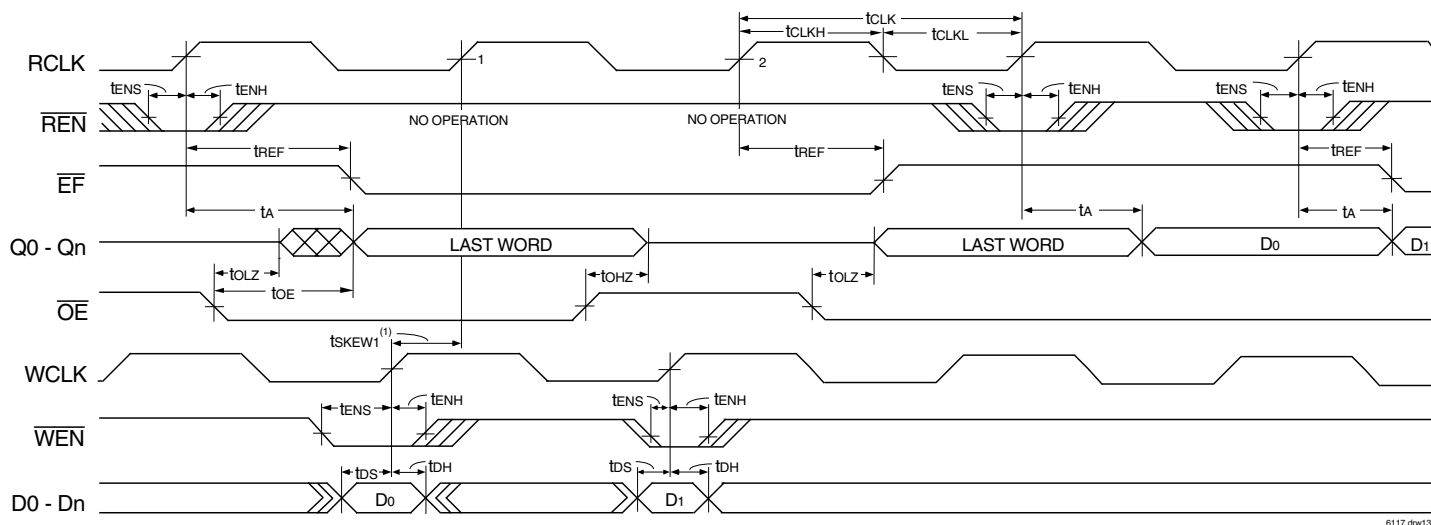 tCLK
tCLKH tCLKL
RCLK 1 2
tENS tENH tENS tENH tENS tENH
REN NO OPERATION NO OPERATION
tREF tREF tREF
EF
tA tA tA
Q0 - Qn LAST WORD LAST WORD D0 D1
tOLZ tOHZ tOLZ
tOE
OE
tSKEW1(1)
WCLK
tENS tENH tENS tENH
WEN
tDS tDH tDS tDH
D0 - Dn D0 D1
6117 drw13